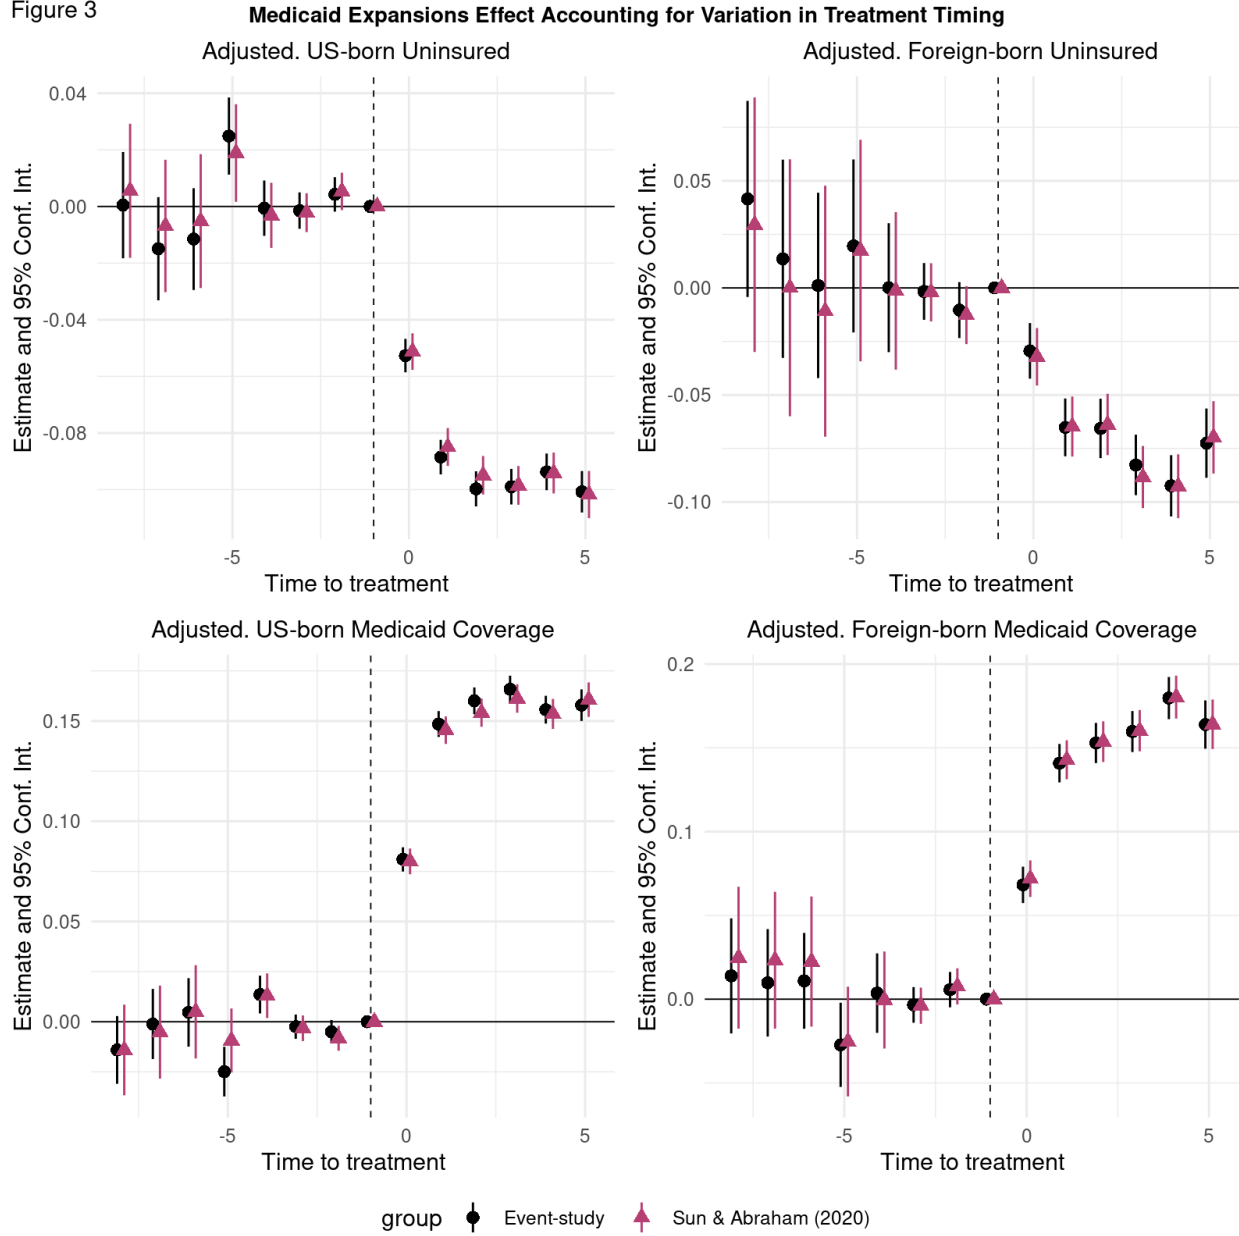 Figure 3
Medicaid Expansions Effect Accounting for Variation in Treatment Timing
Adjusted. US-born Uninsured
Adjusted. Foreign-born Uninsured
Estimate and 95% Conf. Int.
0.04
0.00
-0.04
-0.08
-5
0
5
Time to treatment
Estimate and 95% Conf. Int.
0.05
0.00
-0.05
-0.10
-5
0
5
Time to treatment
Adjusted. US-born Medicaid Coverage
Adjusted. Foreign-born Medicaid Coverage
Estimate and 95% Conf. Int.
0.15
0.10
0.05
0.00
-5
0
5
Time to treatment
Estimate and 95% Conf. Int.
0.2
0.1
0.0
-5
0
5
Time to treatment
group
Event-study
Sun & Abraham (2020)